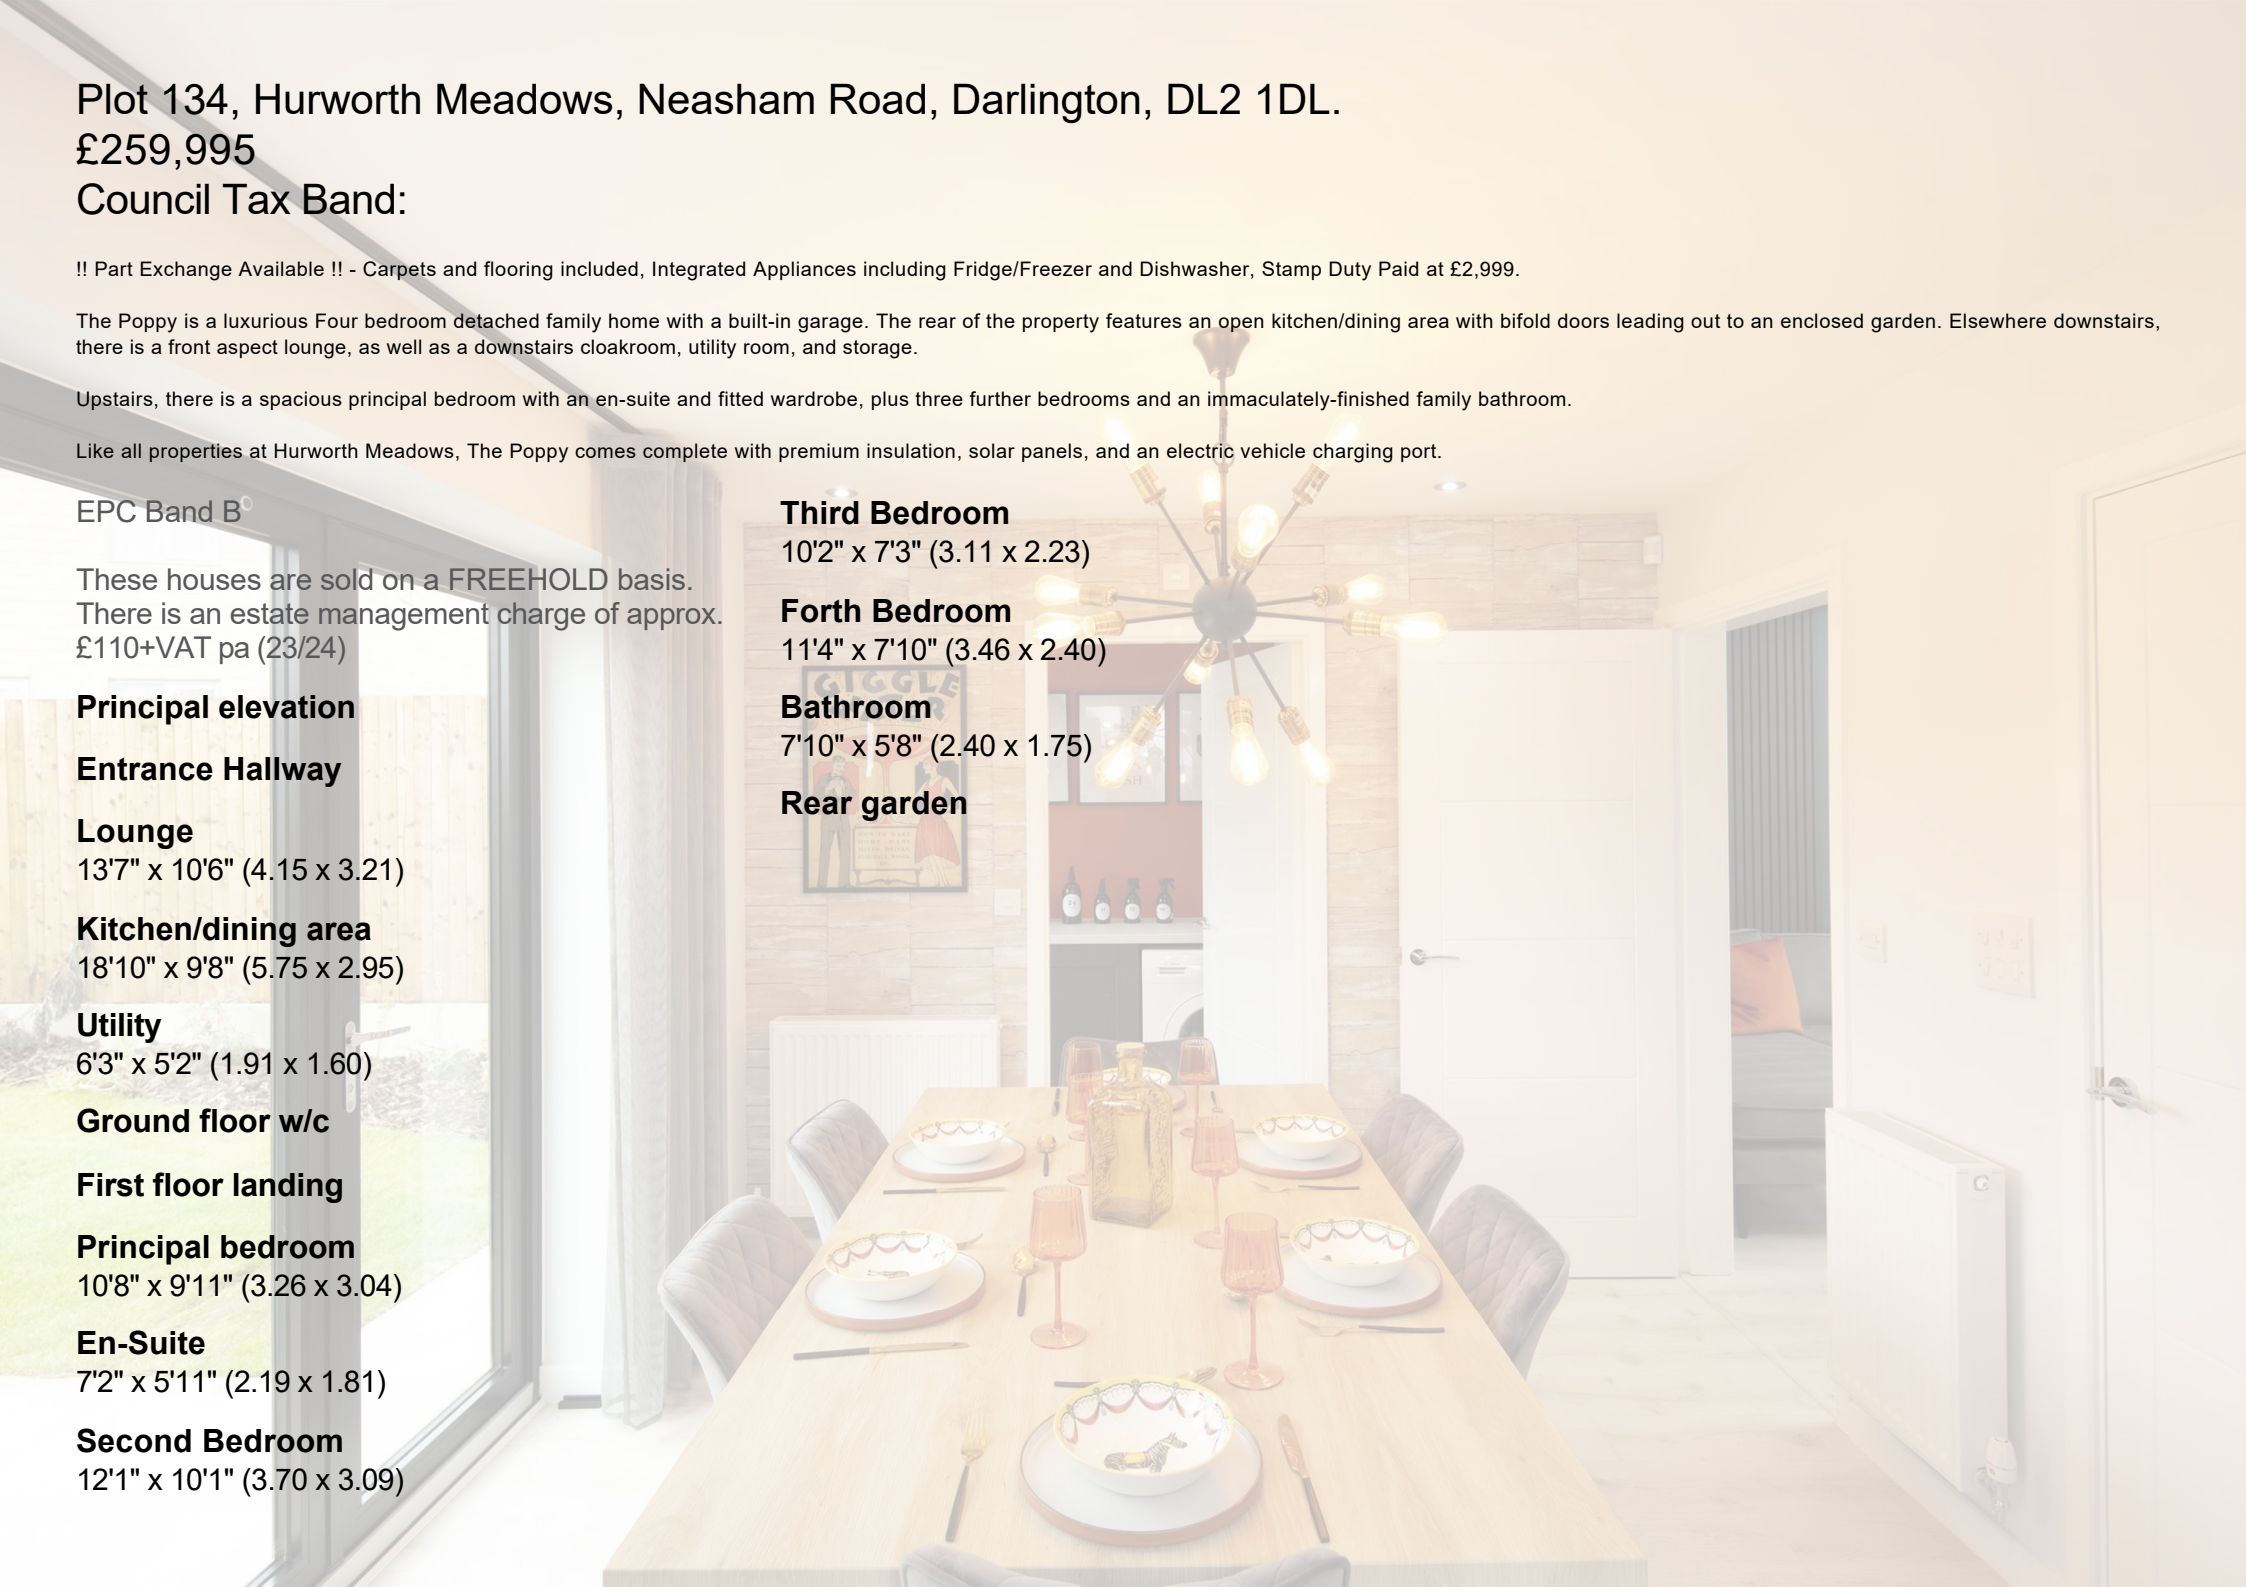 Plot 134, Hurworth Meadows, Neasham Road, Darlington, DL2 1DL.
£259,995
Council Tax Band:
!! Part Exchange Available !! - Carpets and flooring included, Integrated Appliances including Fridge/Freezer and Dishwasher, Stamp Duty Paid at £2,999.
The Poppy is a luxurious Four bedroom detached family home with a built-in garage. The rear of the property features an open kitchen/dining area with bifold doors leading out to an enclosed garden. Elsewhere downstairs,
there is a front aspect lounge, as well as a downstairs cloakroom, utility room, and storage.
Upstairs, there is a spacious principal bedroom with an en-suite and fitted wardrobe, plus three further bedrooms and an immaculately-finished family bathroom.
Like all properties at Hurworth Meadows, The Poppy comes complete with premium insulation, solar panels, and an electric vehicle charging port.
EPC Band B
These houses are sold on a FREEHOLD basis.
There is an estate management charge of approx.
£110+VAT pa (23/24)
Principal elevation
Entrance Hallway
Lounge
13'7" x 10'6" (4.15 x 3.21)
Kitchen/dining area
18'10" x 9'8" (5.75 x 2.95)
Utility
6'3" x 5'2" (1.91 x 1.60)
Ground floor w/c
First floor landing
Principal bedroom
10'8" x 9'11" (3.26 x 3.04)
En-Suite
7'2" x 5'11" (2.19 x 1.81)
Second Bedroom
12'1" x 10'1" (3.70 x 3.09)
Third Bedroom
10'2" x 7'3" (3.11 x 2.23)
Forth Bedroom
11'4" x 7'10" (3.46 x 2.40)
Bathroom
7'10" x 5'8" (2.40 x 1.75)
Rear garden
GIGGLE